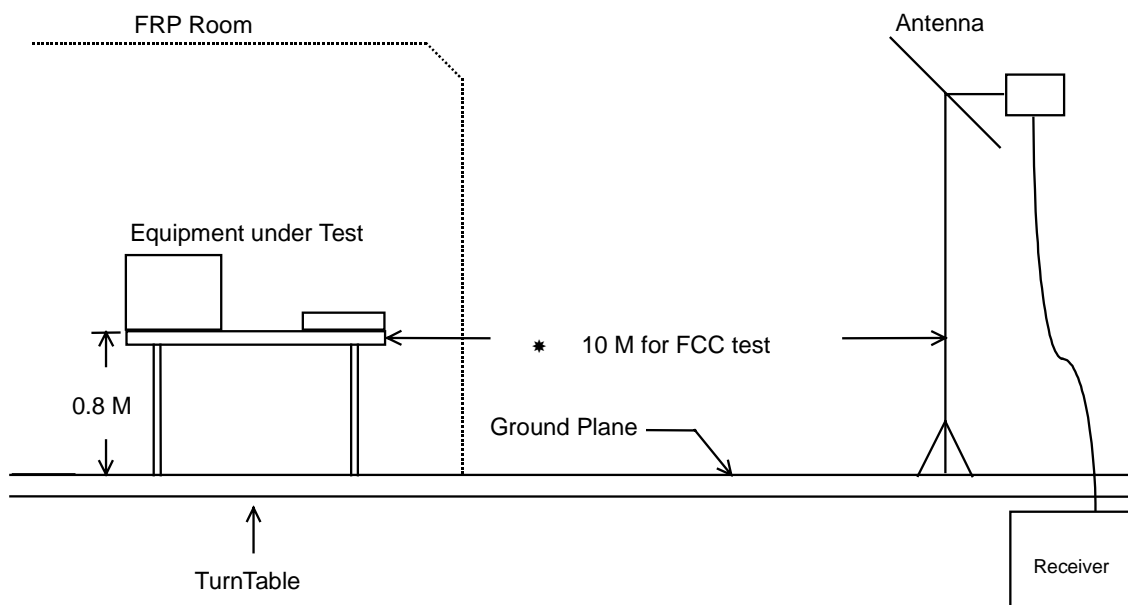 FRP Room
Antenna
Equipment under Test
10 M for FCC test
0.8 M
Ground Plane
TurnTable
Receiver